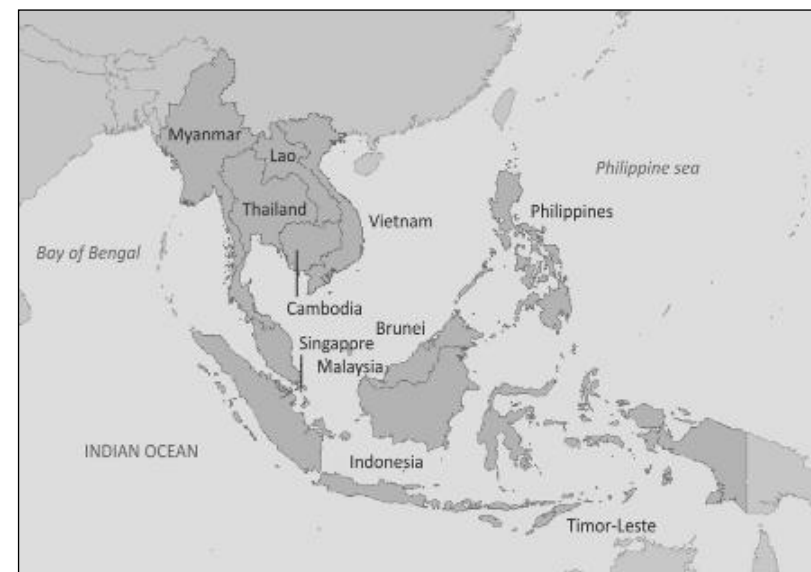 Myanmar
Lao
Philippine sea
Thailand
Vietnam
Philippines
Bay of Bengal
Cambodia
Brunei
Singappre
Malaysia
INDIAN OCEAN
Indonesia
Timor-Leste